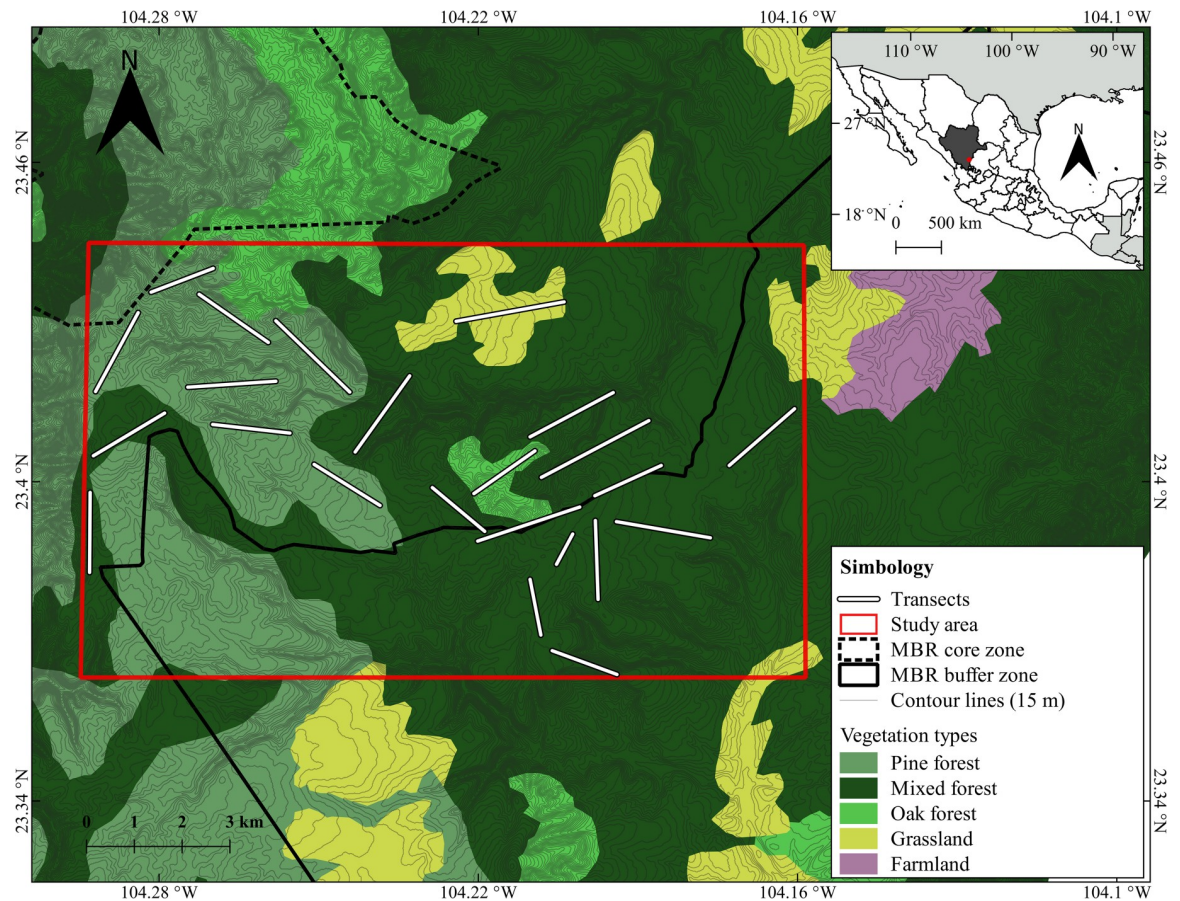 104.28 °W 104.22 °W 104.16 °W 104.1 °W
N
110 °W 100 °W 90 °W
27 °N
N
18 °N
0 500 km
23.46 °N 23.46 °N
23.4 °N 23.4 °N
Simbology
Transects
Study area
MBR core zone
MBR buffer zone
Contour lines (15 m)
Vegetation types
Pine forest
Mixed forest
Oak forest
Grassland
Farmland
23.34 °N 23.34 °N
0 1 2 3 km
104.28 °W 104.22 °W 104.16 °W 104.1 °W